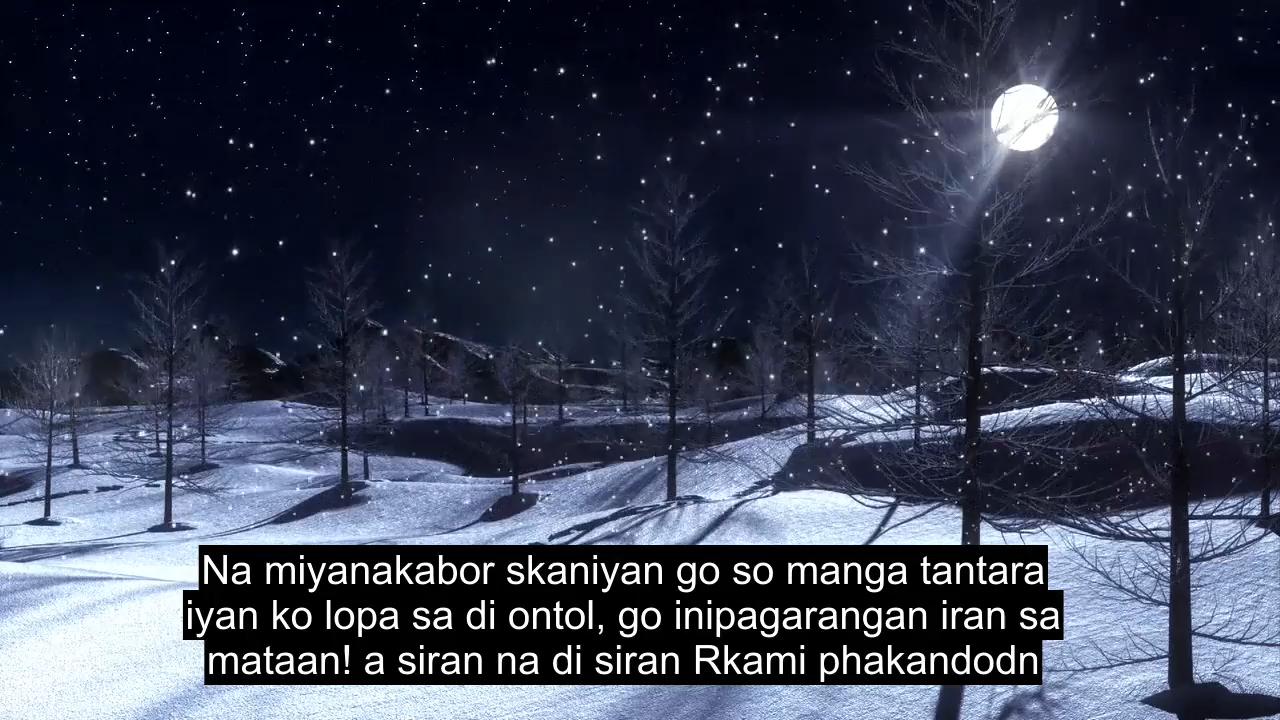 Na miyanakabor skaniyan go so manga tantara
iyan ko lopa sa di ontol, go inipagarangan iran sa
mataan! a siran na di siran Rkami phakandodn